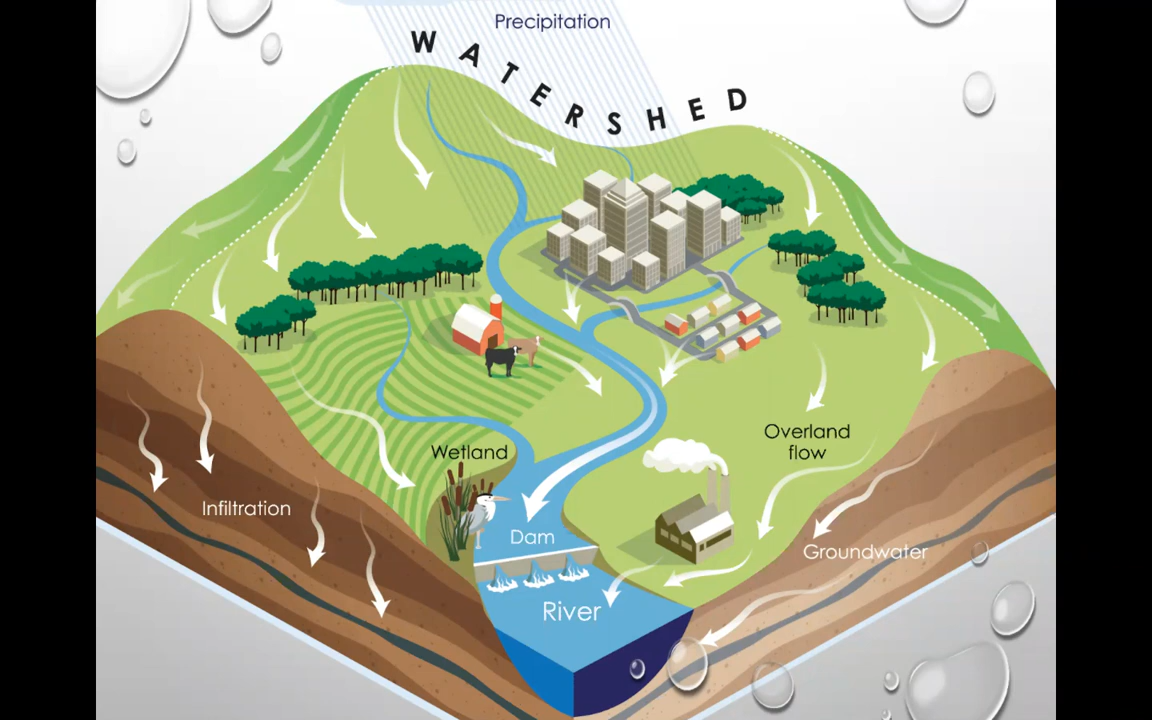 Precipitation
WATERSHED
Overland
flow
Wetland
Infiltration
Dam
Groundwater
River